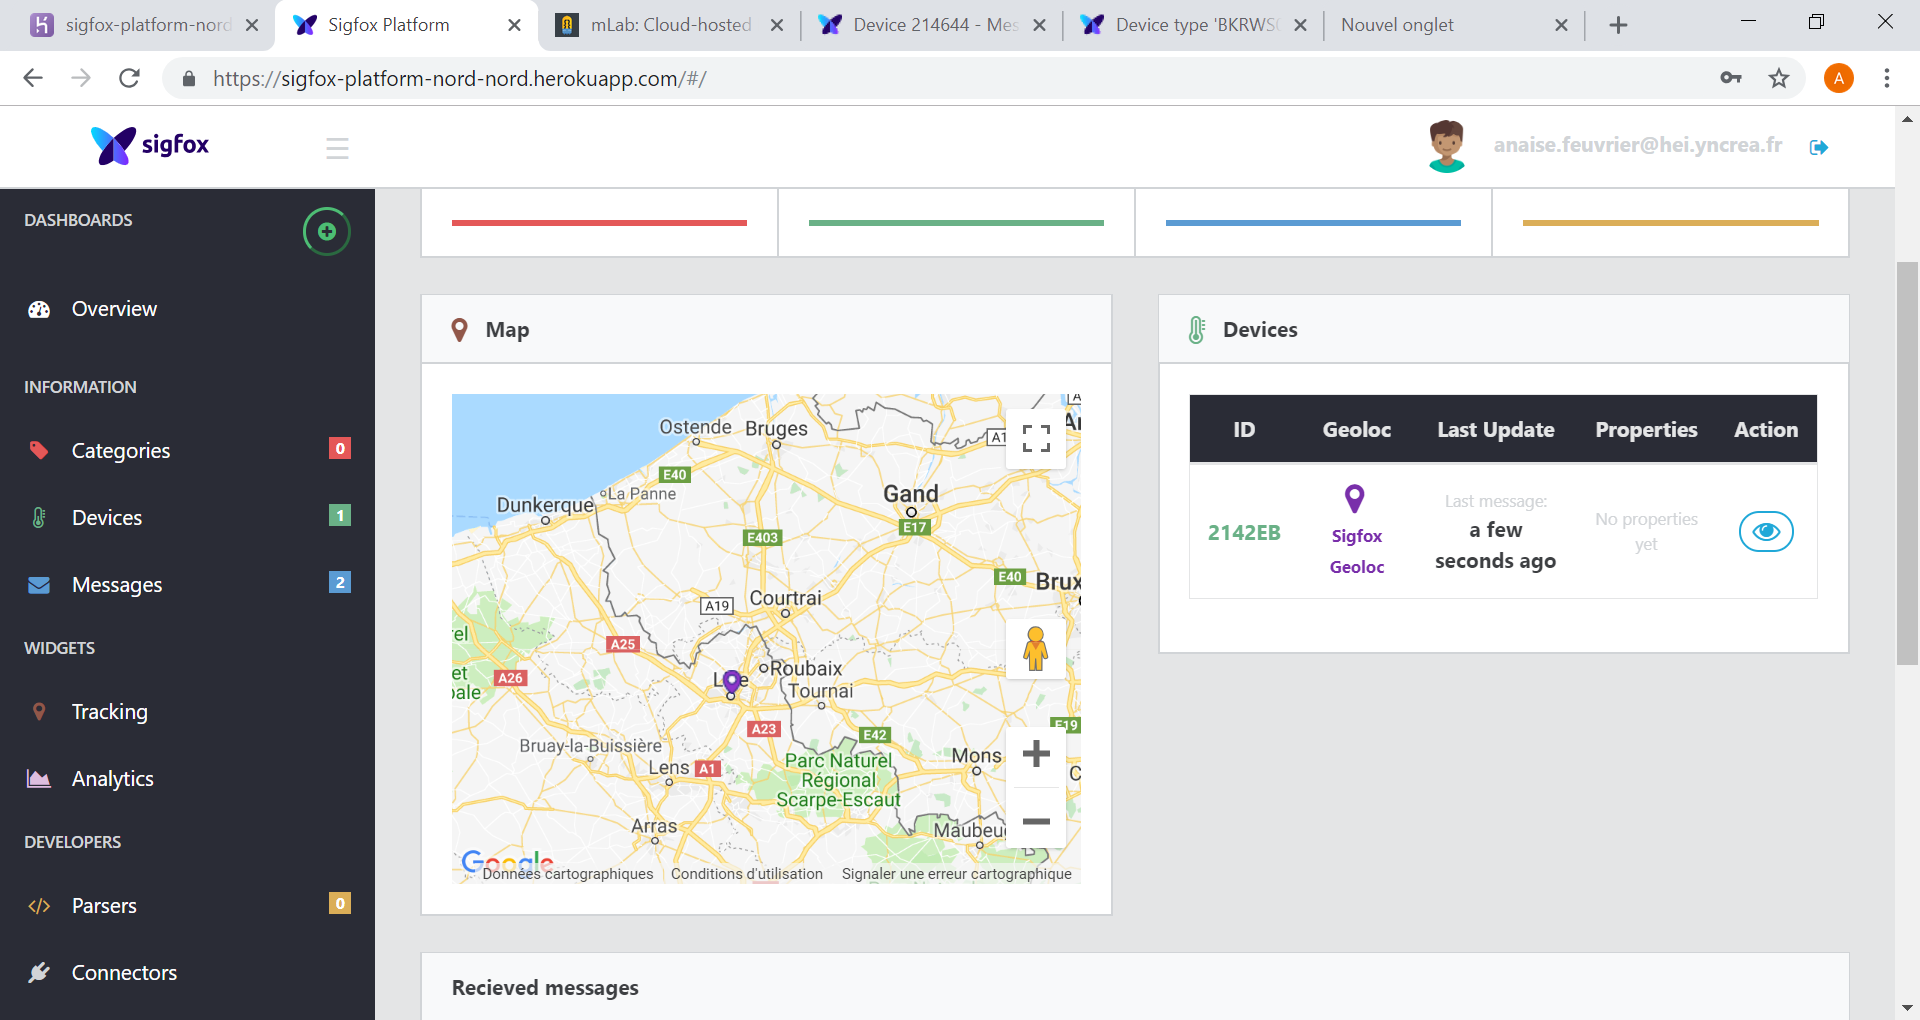 sigfox-platform-nord
Sigfox Platform
mLab: Cloud-hosted
Device 214644 - Mes
Device type 'BKRWS
Nouvel onglet
https://sigfox-platform-nord-nord.herokuapp.com/#/
A
sigfox
anaise.feuvrier@hei.yncrea.fr
DASHBOARDS
Overview
INFORMATION
Categories 0
Devices 1
Messages 2
WIDGETS
Tracking
Analytics
DEVELOPERS
Parsers 0
Connectors
Map
Ostende Bruges
A1
E40
La Panne
Dunkerque
Gand
E17
E403
E40
Brux
Courtrai
A19
A25
Roubaix
A26
Tournai
A23
E19
E42
Bruay-la-Buissière
Lens A1
Mons
Parc Naturel
Régional
Scarpe-Escaut
Arras
Maubeu
Google
Données cartographiques Conditions d'utilisation Signaler une erreur cartographique
Devices
ID Geoloc Last Update Properties Action
2142EB
Sigfox
Geoloc
Last message:
a few
seconds ago
No properties
yet
Recieved messages